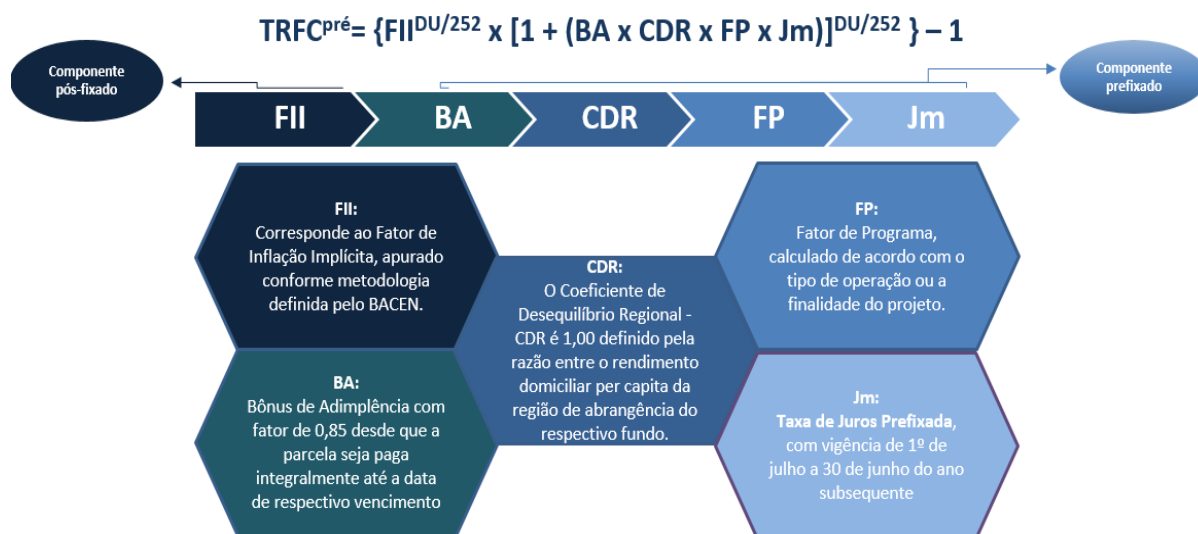 TRFCpré= {FIIDU/252 x [1 + (BA x CDR x FP x Jm)]DU/252 } – 1
Componente
pós-fixado
Componente
prefixado
FII
BA
CDR
FP
Jm
FII:
Corresponde ao Fator de
Inflação Implícita, apurado
conforme metodologia
definida pelo BACEN.
BA:
Bônus de Adimplência com
fator de 0,85 desde que a
parcela seja paga
integralmente até a data
de respectivo vencimento
CDR:
O Coeficiente de
Desequilíbrio Regional -
CDR é 1,00 definido pela
razão entre o rendimento
domiciliar per capita da
região de abrangência do
respectivo fundo.
FP:
Fator de Programa,
calculado de acordo com o
tipo de operação ou a
finalidade do projeto.
Jm:
Taxa de Juros Prefixada,
com vigência de 1º de
julho a 30 de junho do ano
subsequente